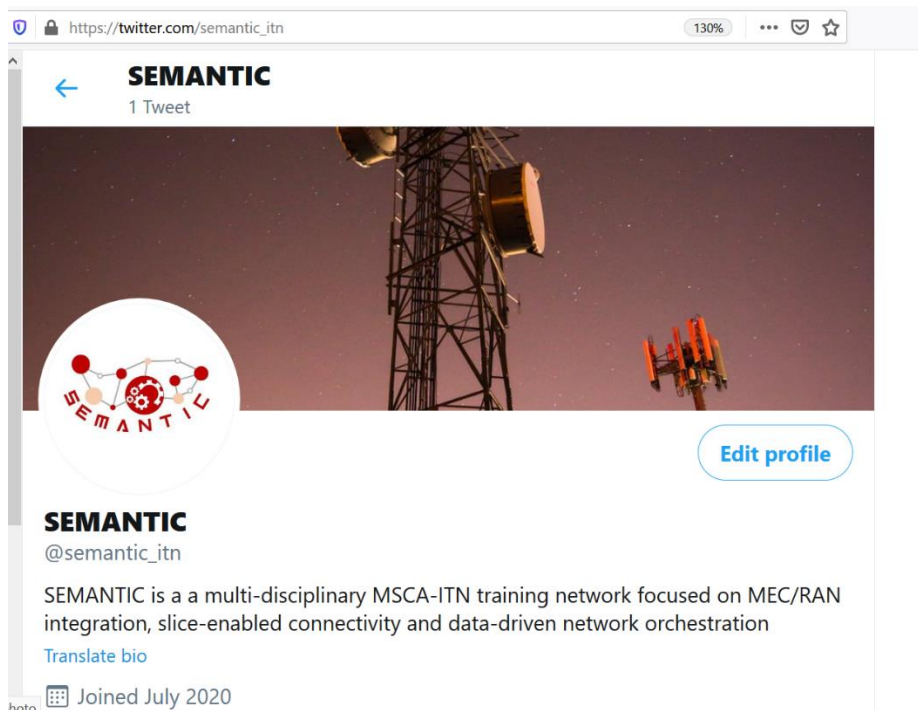 https://twitter.com/semantic_itn 130%
SEMANTIC
1 Tweet
SEMANTIC
Edit profile
SEMANTIC
@semantic_itn
SEMANTIC is a a multi-disciplinary MSCA-ITN training network focused on MEC/RAN
integration, slice-enabled connectivity and data-driven network orchestration
Translate bio
Joined July 2020